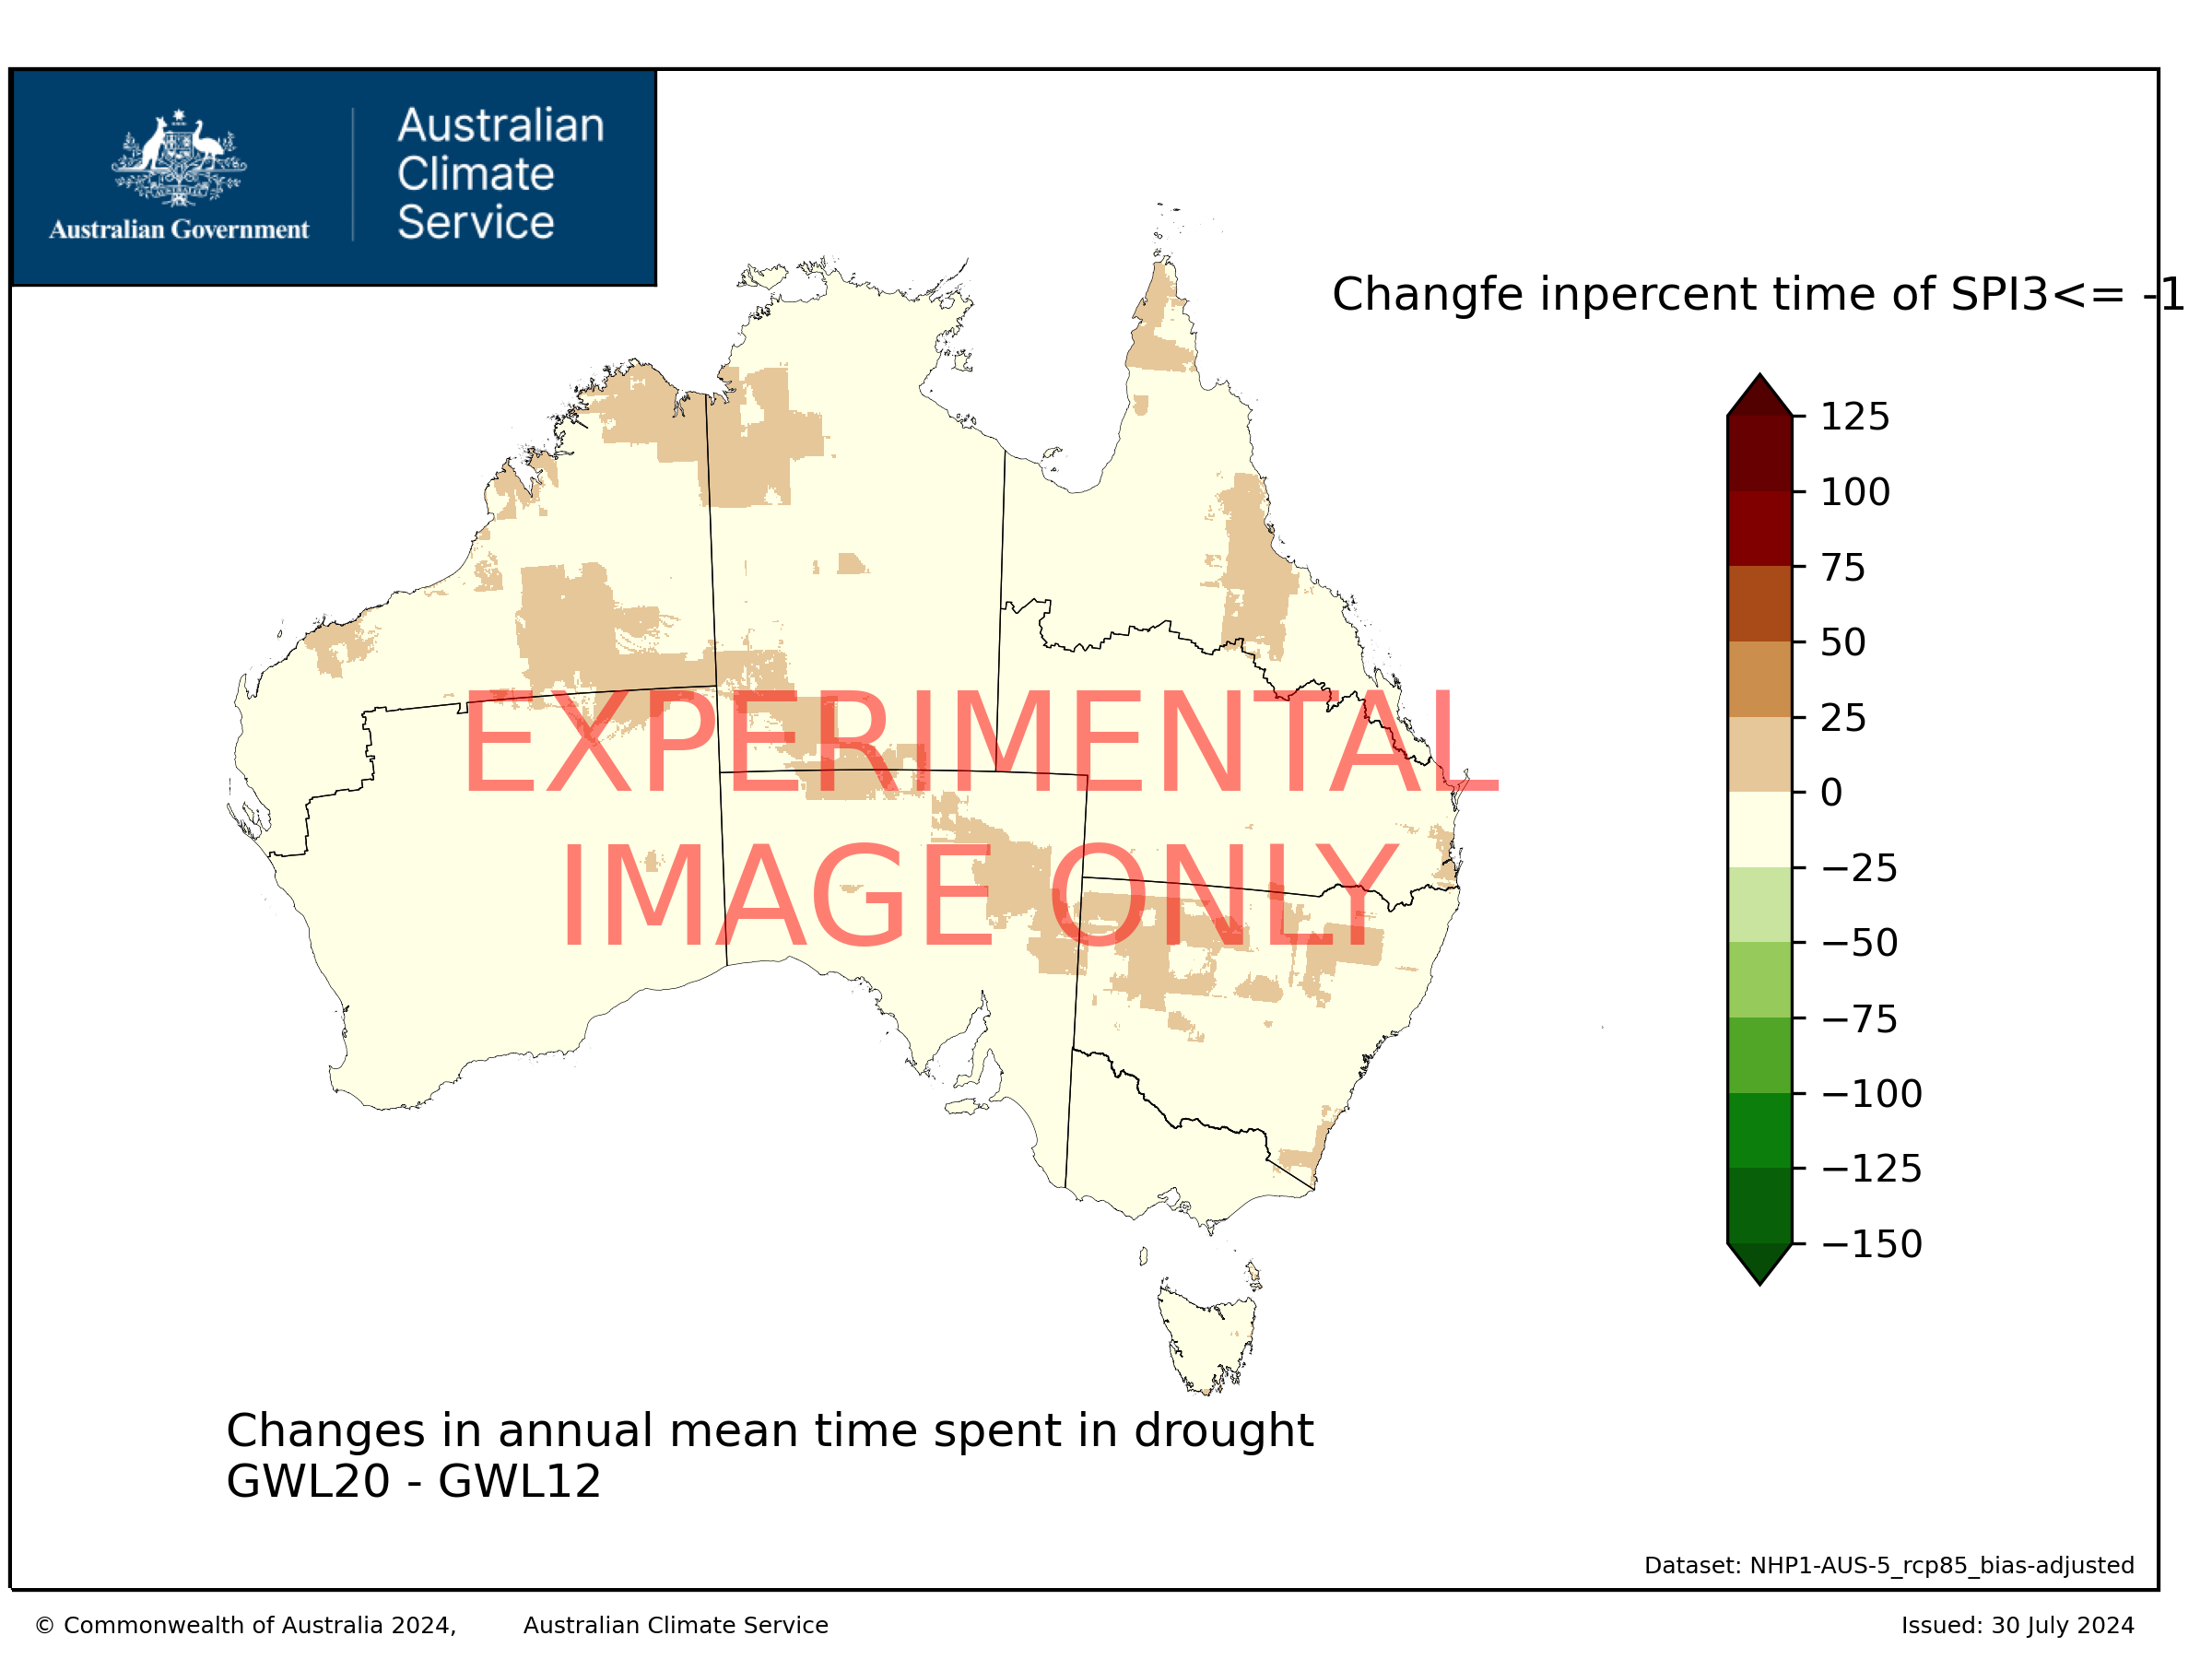 Australian
Climate
Service
Australian Government
Changfe inpercent time of SPI3<= -1
125
100
75
50
25
0
−25
−50
−75
−100
−125
−150
EXPERIMENTAL
IMAGE ONLY
Changes in annual mean time spent in drought
GWL20 - GWL12
Dataset: NHP1-AUS-5_rcp85_bias-adjusted
© Commonwealth of Australia 2024, Australian Climate Service
Issued: 30 July 2024